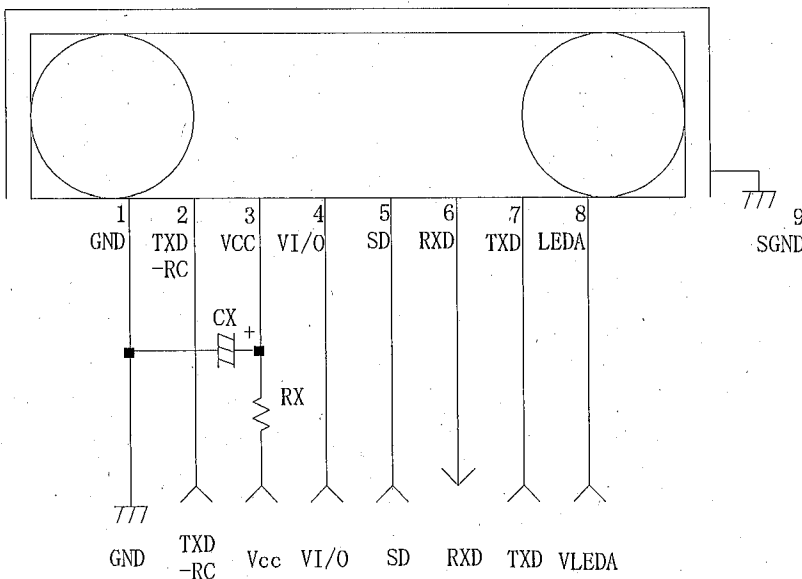 1 2 3 4 5 6 7 8 9
GND TXD VCC VI/O SD RXD TXD LEDA SGND
-RC
CX +
RX
GND TXD Vcc VI/O SD RXD TXD VLEDA
-RC